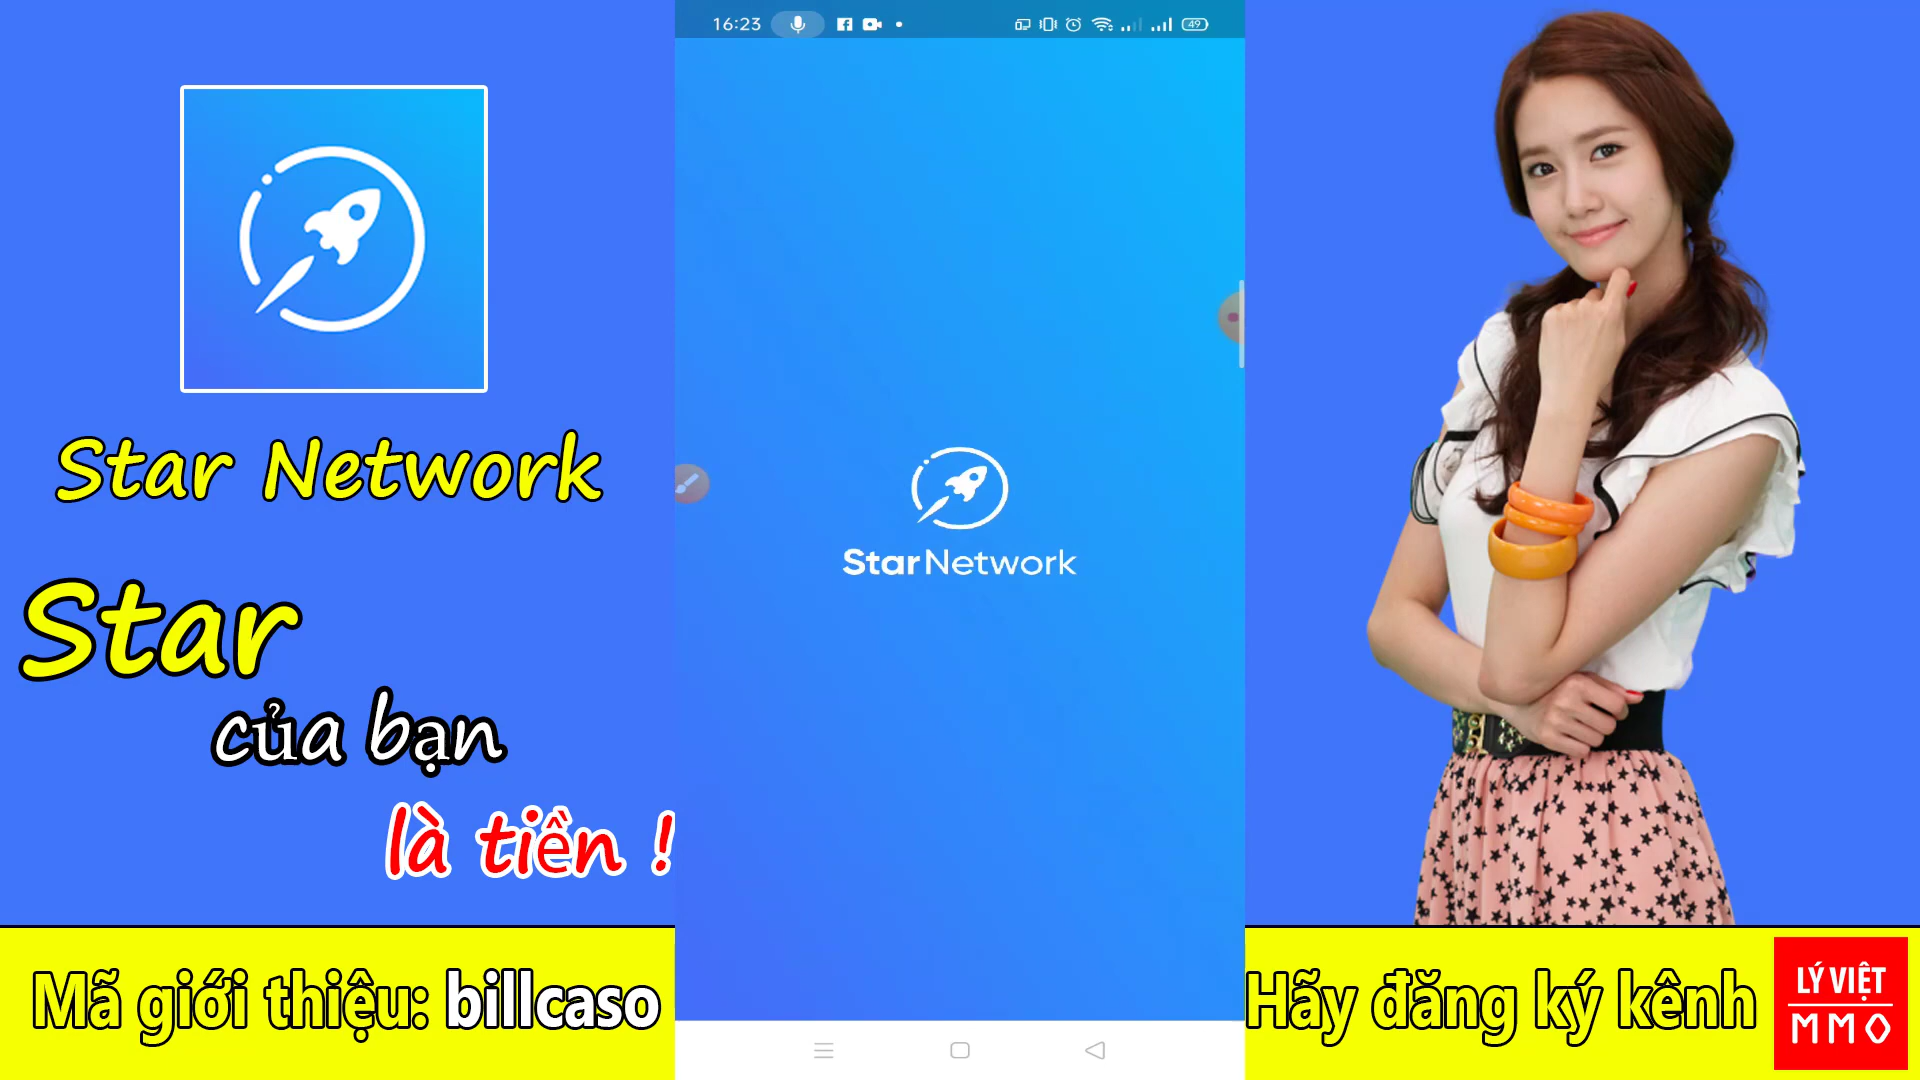 16:23
49
Star Network
Star
của bạn
là tiền !
StarNetwork
Mã giới thiệu: billcaso
Hãy đăng ký kênh
LÝ VIỆT
MMO